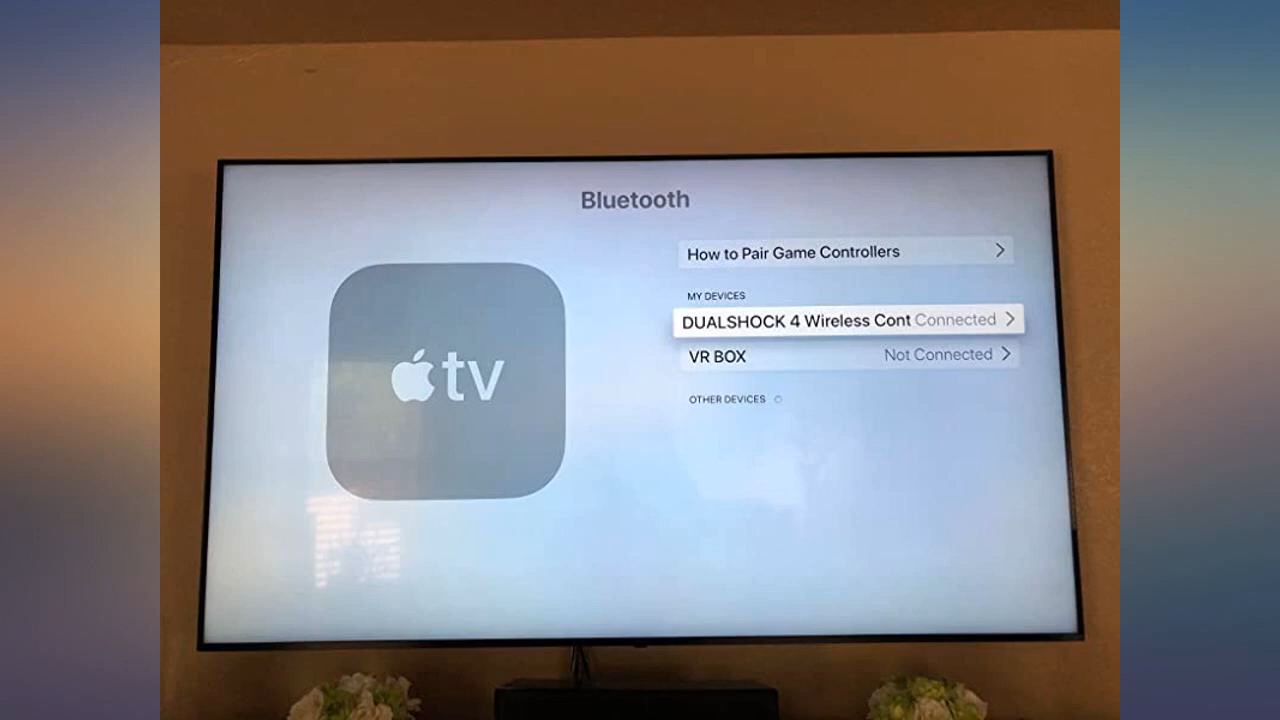 Bluetooth
How to Pair Game Controllers
MY DEVICES
DUALSHOCK 4 Wireless Cont Connected
VR BOX Not Connected
OTHER DEVICES
tv